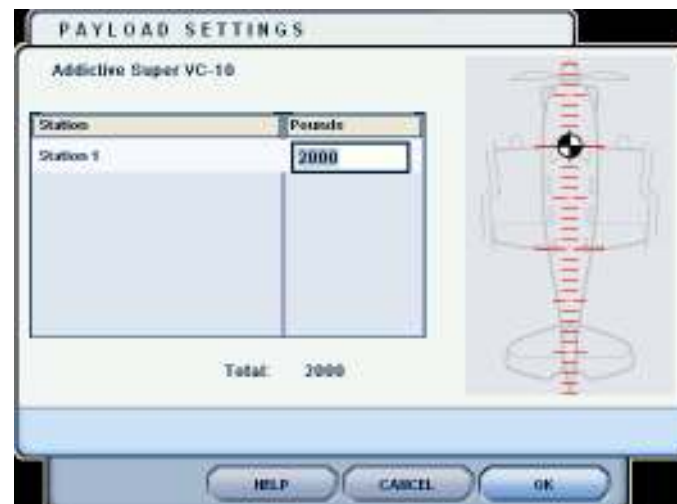 PAYLOAD SETTINGS
Addictive Super VC-10
Station Pounds
Station 1 2000
Total: 2000
HELP CANCEL OK